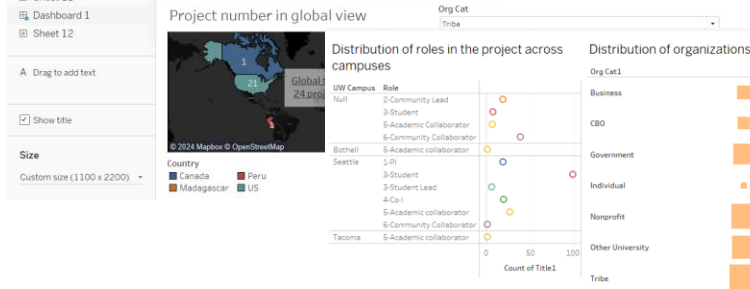 Dashboard 1
Sheet 12
A Drag to add text
Show title
Size
Custom size (1100 x 2200)
Project number in global view
Org Cat
Tribe
1
21
Global t
24 proj
© 2024 Mapbox © OpenStreetMap
Country
Canada Peru
Madagascar US
Distribution of roles in the project across
campuses
UW Campus Role
Null 2-Community Lead
3-Student
5-Academic Collaborator
6-Community Collaborator
Bothell 5-Academic collaborator
Seattle 1-PI
3-Student
3-Student Lead
4-Co-I
5-Academic collaborator
6-Community Collaborator
Tacoma 5-Academic collaborator
0 50 100
Count of Title1
Distribution of organizations
Org Cat1
Business
CBO
Government
Individual
Nonprofit
Other University
Tribe